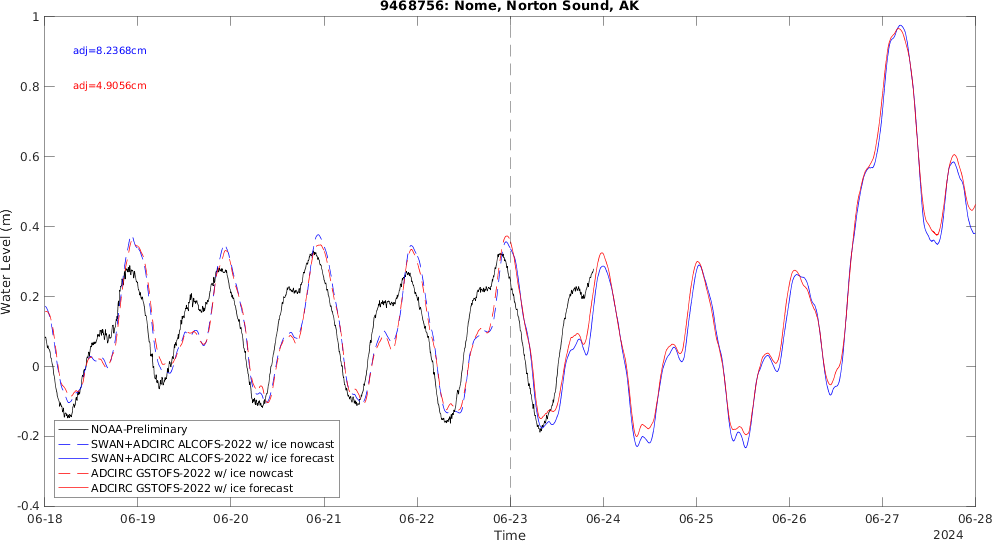 9468756: Nome, Norton Sound, AK
adj=8.2368cm
adj=4.9056cm
Water Level (m)
1
0.8
0.6
0.4
0.2
0
-0.2
-0.4
NOAA-Preliminary
SWAN+ADCIRC ALCOFS-2022 w/ ice nowcast
SWAN+ADCIRC ALCOFS-2022 w/ ice forecast
ADCIRC GSTOFS-2022 w/ ice nowcast
ADCIRC GSTOFS-2022 w/ ice forecast
06-18 06-19 06-20 06-21 06-22 06-23 06-24 06-25 06-26 06-27 06-28
Time
2024